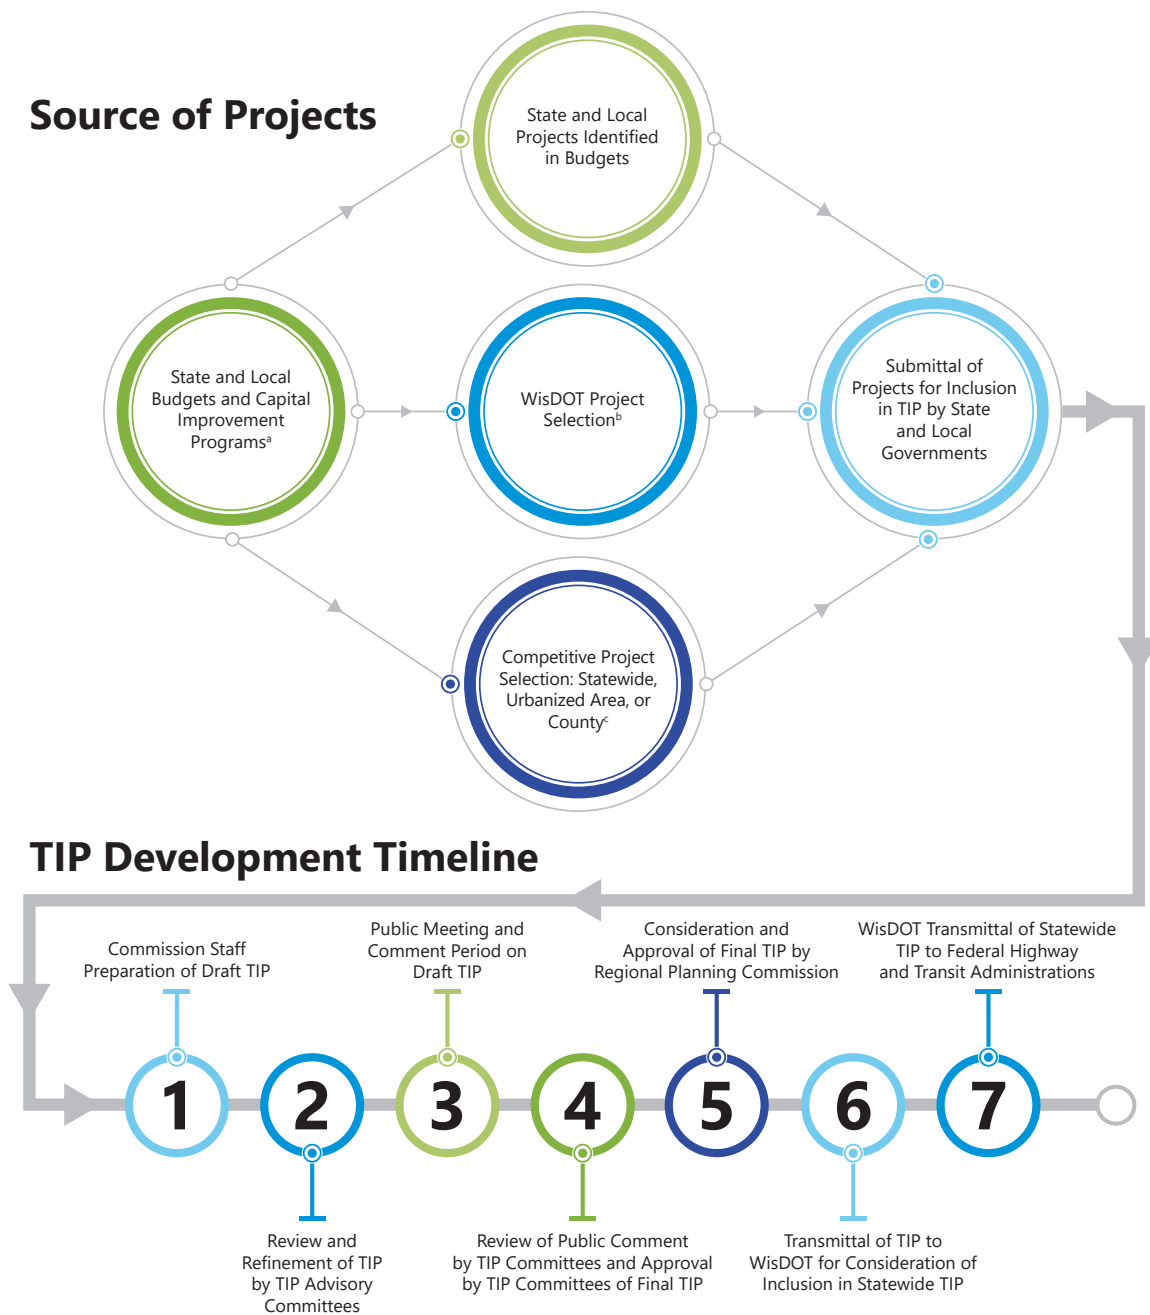 Source of Projects
State and Local
Projects Identified
in Budgets
State and Local
Budgets and Capital
Improvement
Programsᵃ
WisDOT Project
Selectionᵇ
Submittal of
Projects for Inclusion
in TIP by State
and Local
Governments
Competitive Project
Selection: Statewide,
Urbanized Area, or
Countyᶜ
TIP Development Timeline
Commission Staff
Preparation of Draft TIP
Public Meeting and
Comment Period on
Draft TIP
Consideration and
Approval of Final TIP by
Regional Planning Commission
WisDOT Transmittal of Statewide
TIP to Federal Highway
and Transit Administrations
1
2
3
4
5
6
7
Review and
Refinement of TIP
by TIP Advisory
Committees
Review of Public Comment
by TIP Committees and Approval
by TIP Committees of Final TIP
Transmittal of TIP to
WisDOT for Consideration of
Inclusion in Statewide TIP